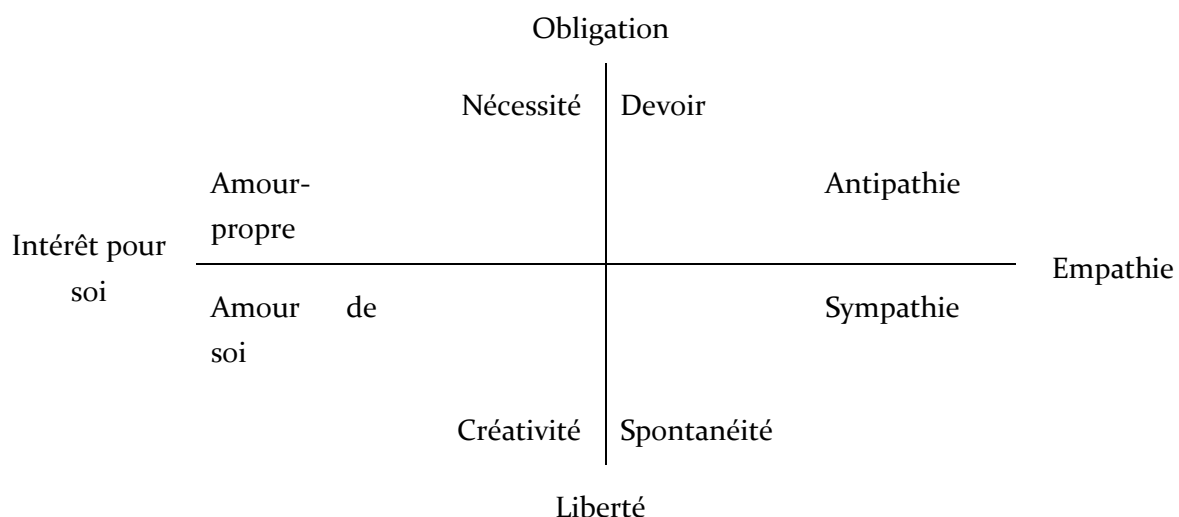 Obligation
Nécessité Devoir
Amour-
propre
Antipathie
Intérêt pour
soi
Empathie
Amour de
soi
Sympathie
Créativité Spontanéité
Liberté